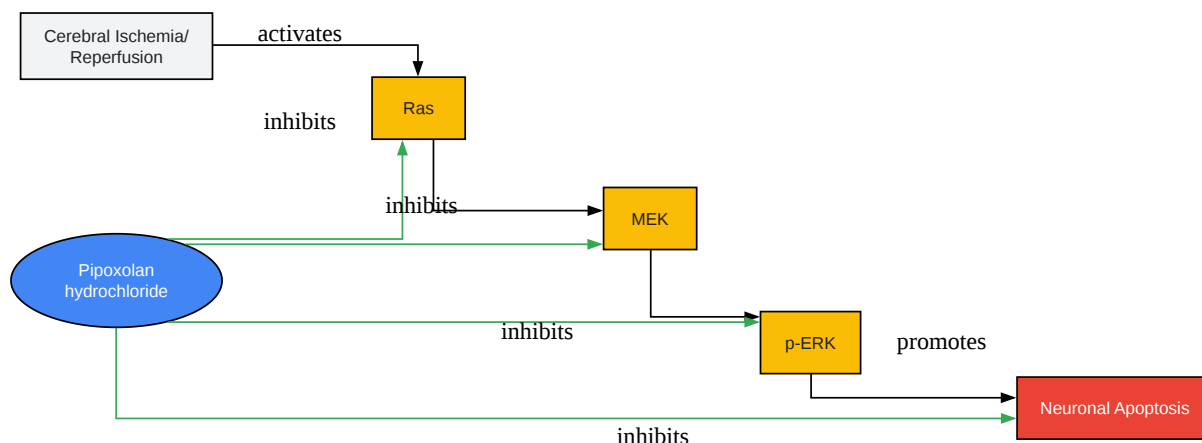 Cerebral Ischemia/
Reperfusion
activates
Ras
inhibits
inhibits
MEK
Pipoxolan
hydrochloride
inhibits
p-ERK
promotes
Neuronal Apoptosis
inhibits